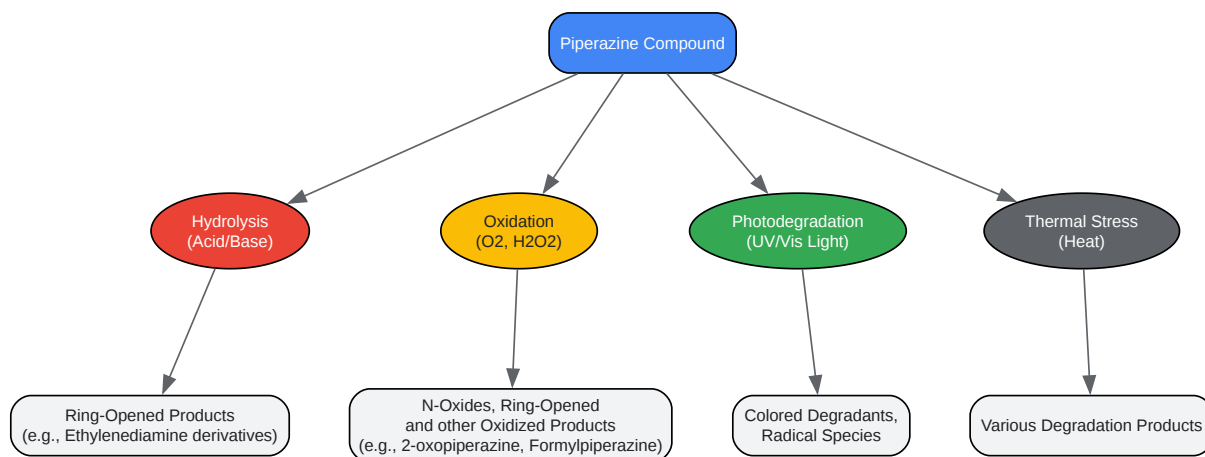 Piperazine Compound
Hydrolysis
(Acid/Base)
Oxidation
(O2, H2O2)
Photodegradation
(UV/Vis Light)
Thermal Stress
(Heat)
Ring-Opened Products
(e.g., Ethylenediamine derivatives)
N-Oxides, Ring-Opened
and other Oxidized Products
(e.g., 2-oxopiperazine, Formylpiperazine)
Colored Degradants,
Radical Species
Various Degradation Products